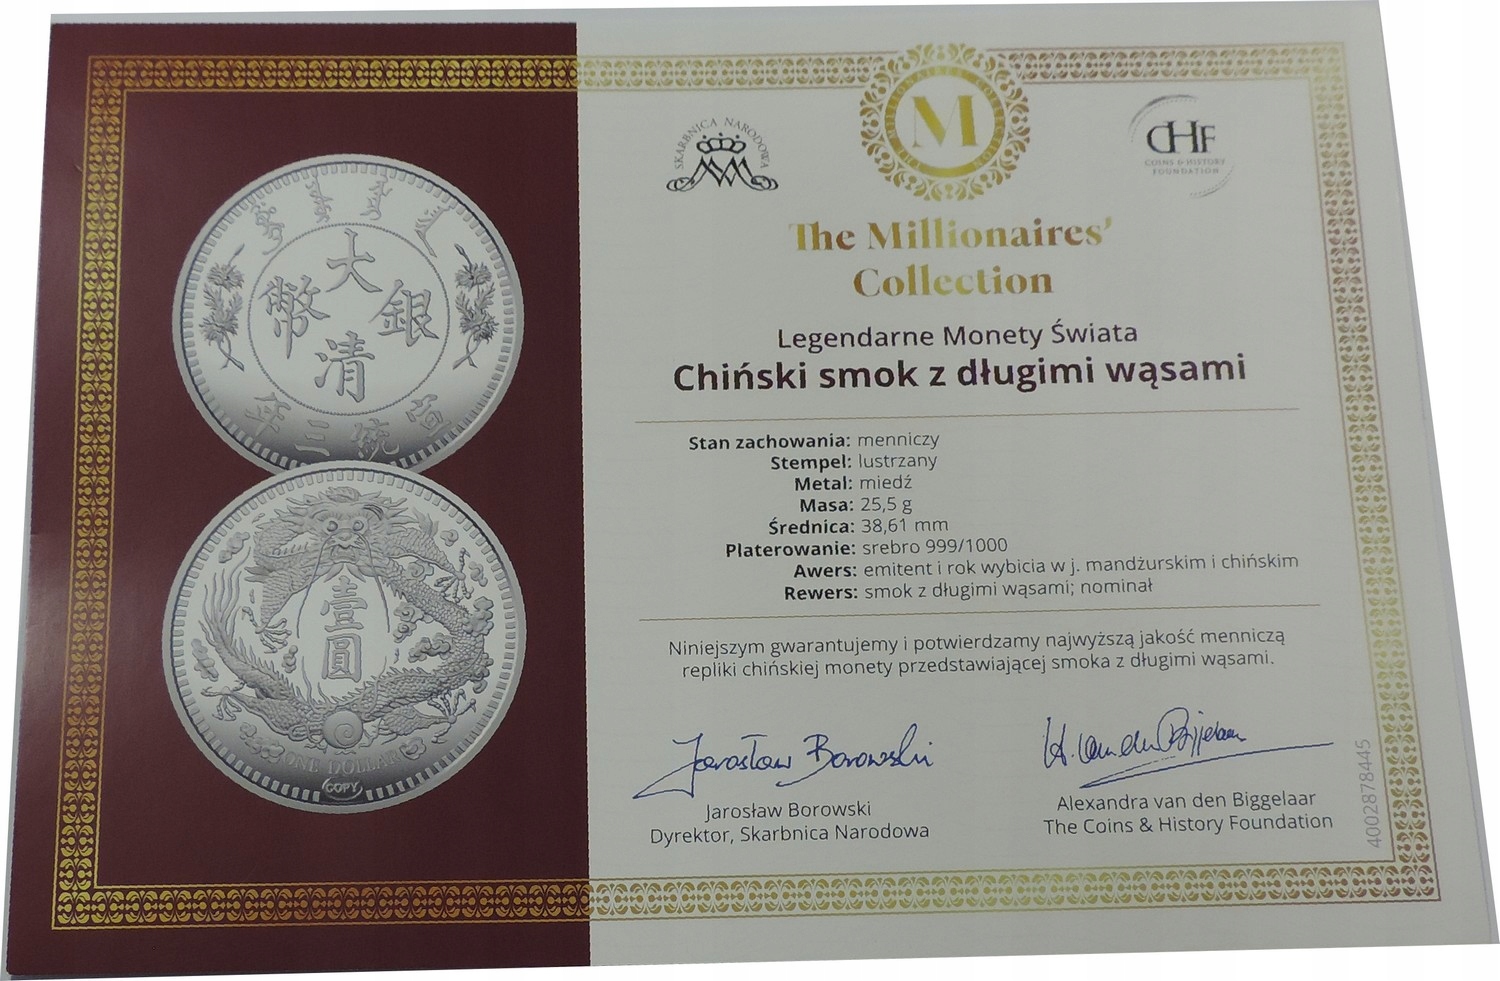 大
幣 銀
清
年三統宣
壹
圓
ONE DOLLAR
COPY
SKARBNICA NARODOWA
M
CHF
COINS & HISTORY
FOUNDATION
The Millionaires’
Collection
Legendarne Monety Świata
Chiński smok z długimi wąsami
Stan zachowania: menniczy
Stempel: lustrzany
Metal: miedź
Masa: 25,5 g
Średnica: 38,61 mm
Platerowanie: srebro 999/1000
Awers: emitent i rok wybicia w j. mandżurskim i chińskim
Rewers: smok z długimi wąsami; nominał
Niniejszym gwarantujemy i potwierdzamy najwyższą jakość menniczą
repliki chińskiej monety przedstawiającej smoka z długimi wąsami.
Jarosław Borowski
Jarosław Borowski
Dyrektor, Skarbnica Narodowa
A. van den Biggelaar
Alexandra van den Biggelaar
The Coins & History Foundation
4002878445